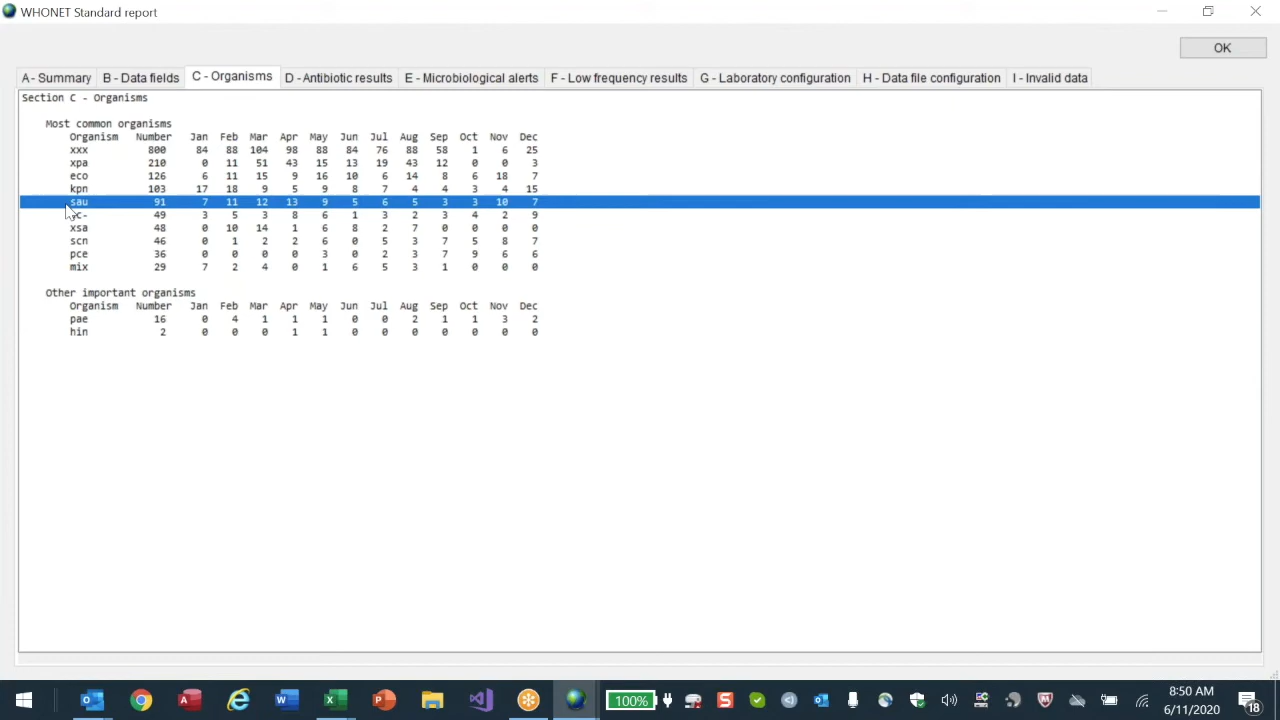 WHONET Standard report
OK
A - Summary B - Data fields C - Organisms D - Antibiotic results E - Microbiological alerts F - Low frequency results G - Laboratory configuration H - Data file configuration I - Invalid data
Section C - Organisms
Most common organisms
Organism Number Jan Feb Mar Apr May Jun Jul Aug Sep Oct Nov Dec
xxx 800 84 88 104 98 88 84 76 88 58 1 6 25
xpa 210 0 11 51 43 15 13 19 43 12 0 0 3
eco 126 6 11 15 9 16 10 6 14 8 6 18 7
kpn 103 17 18 9 5 9 8 7 4 4 3 4 15
sau 91 7 11 12 13 9 5 6 5 3 3 10 7
49 3 5 3 8 6 1 3 2 3 4 2 9
xsa 48 0 10 14 1 6 8 2 7 0 0 0 0
scn 46 0 1 2 2 6 0 5 3 7 5 8 7
pce 36 0 0 0 0 3 0 2 3 7 9 6 6
mix 29 7 2 4 0 1 6 5 3 1 0 0 0
Other important organisms
Organism Number Jan Feb Mar Apr May Jun Jul Aug Sep Oct Nov Dec
pae 16 0 4 1 1 1 0 0 2 1 1 3 2
hin 2 0 0 0 1 1 0 0 0 0 0 0 0
100%
8:50 AM
6/11/2020
18